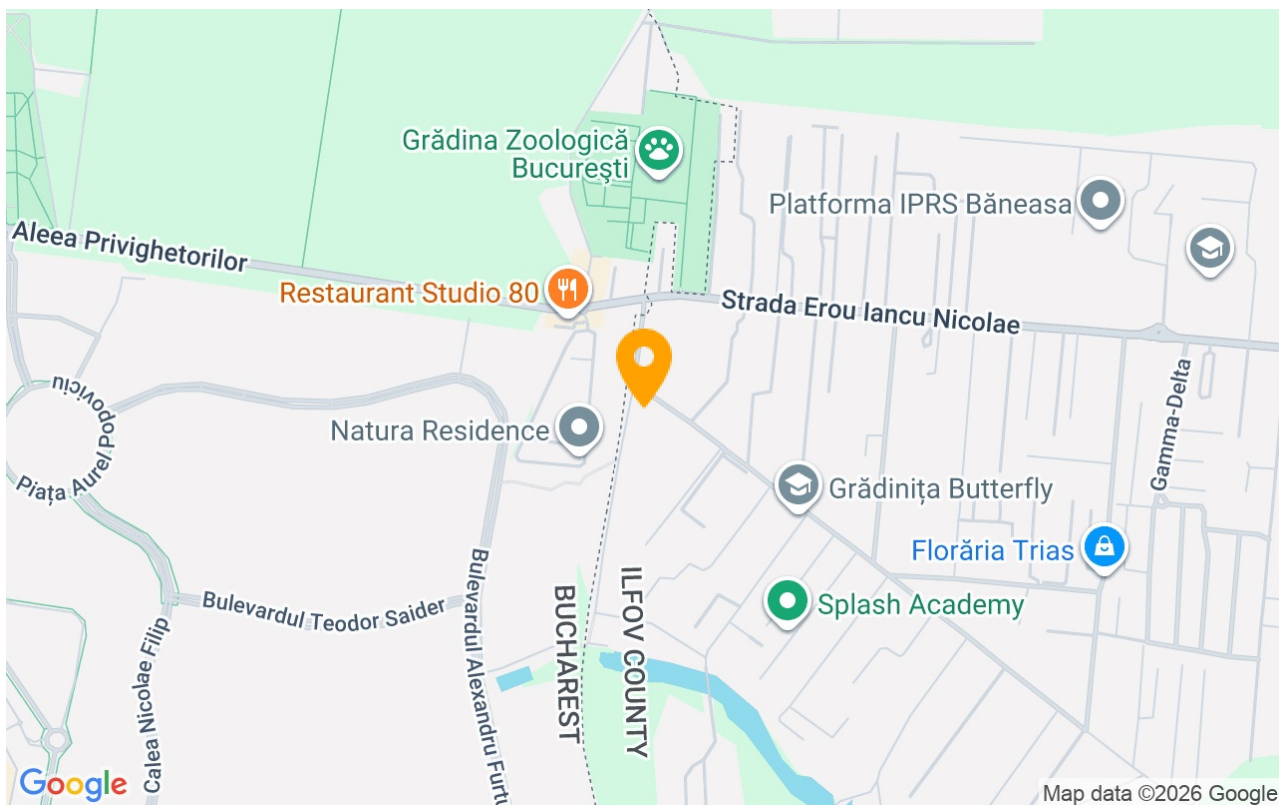 Grădina Zoologică
București
Platforma IPRS Băneasa
Aleea Privighetorilor
Restaurant Studio 80
Strada Erou Iancu Nicolae
Piața Aurel Popoviciu
Natura Residence
Gamma-Delta
Grădinița Butterfly
Florăria Trias
Splash Academy
Bulevardul Teodor Saider
Calea Nicolae Filip
Bulevardul Alexandru Furtu
BUCHAREST
ILFOV COUNTY
Google
Map data ©2026 Google